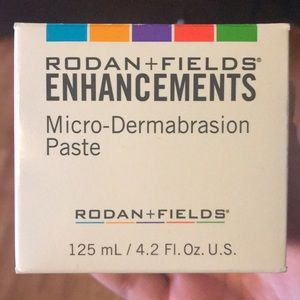 RODAN+FIELDS®
ENHANCEMENTS
Micro-Dermabrasion
Paste
RODAN+FIELDS®
125 mL / 4.2 Fl. Oz. U.S.